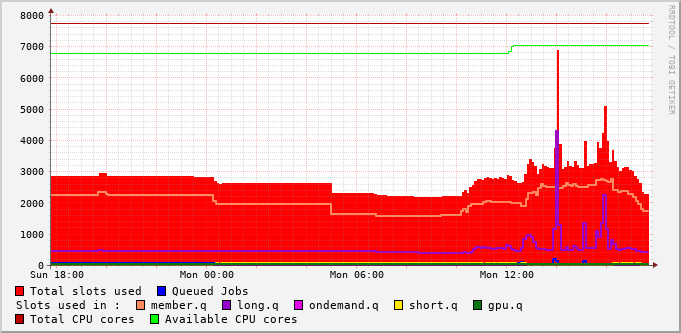 8000
7000
6000
5000
4000
3000
2000
1000
0
Sun 18:00 Mon 00:00 Mon 06:00 Mon 12:00
Total slots used Queued Jobs
Slots used in : member.q long.q ondemand.q short.q gpu.q
Total CPU cores Available CPU cores
RRDTOOL / TOBI OETIKER